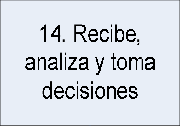 14. Recibe,
analiza y toma
decisiones